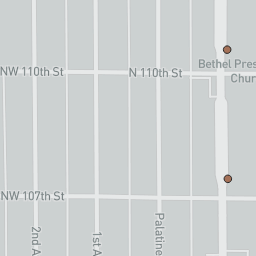 Bethel Pres
Chur
NW 110th St
N 110th St
NW 107th St
2nd A
1st A
Palatine